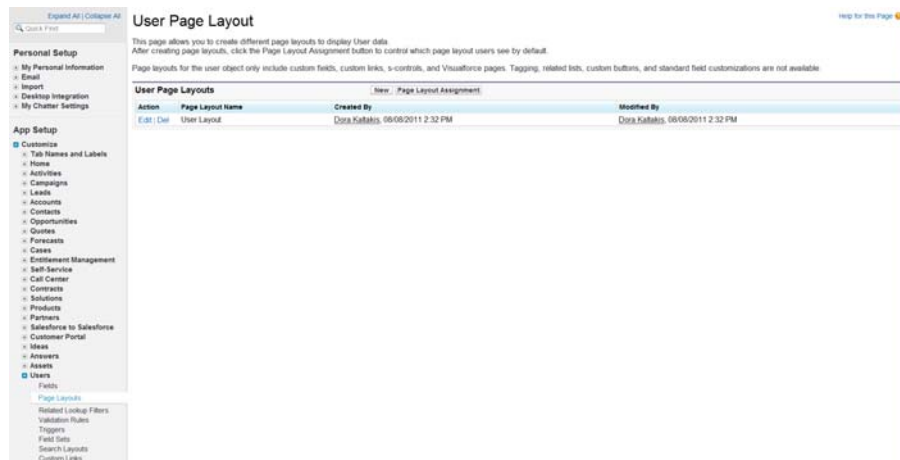 Expand All | Collapse All
Quick Find
Personal Setup
My Personal Information
Email
Import
Desktop Integration
My Chatter Settings
App Setup
Customize
Tab Names and Labels
Home
Activities
Campaigns
Leads
Accounts
Contacts
Opportunities
Quotes
Forecasts
Cases
Entitlement Management
Self-Service
Call Center
Contracts
Solutions
Products
Partners
Salesforce to Salesforce
Customer Portal
Ideas
Answers
Assets
Users
Fields
Page Layouts
Related Lookup Filters
Validation Rules
Triggers
Field Sets
Search Layouts
Custom Links
User Page Layout
Help for this Page
This page allows you to create different page layouts to display User data.
After creating page layouts, click the Page Layout Assignment button to control which page layout users see by default.
Page layouts for the user object only include custom fields, custom links, s-controls, and Visualforce pages. Tagging, related lists, custom buttons, and standard field customizations are not available.
User Page Layouts
New Page Layout Assignment
Action Page Layout Name Created By Modified By
Edit | Del User Layout Dora Kaltakis, 08/08/2011 2:32 PM Dora Kaltakis, 08/08/2011 2:32 PM